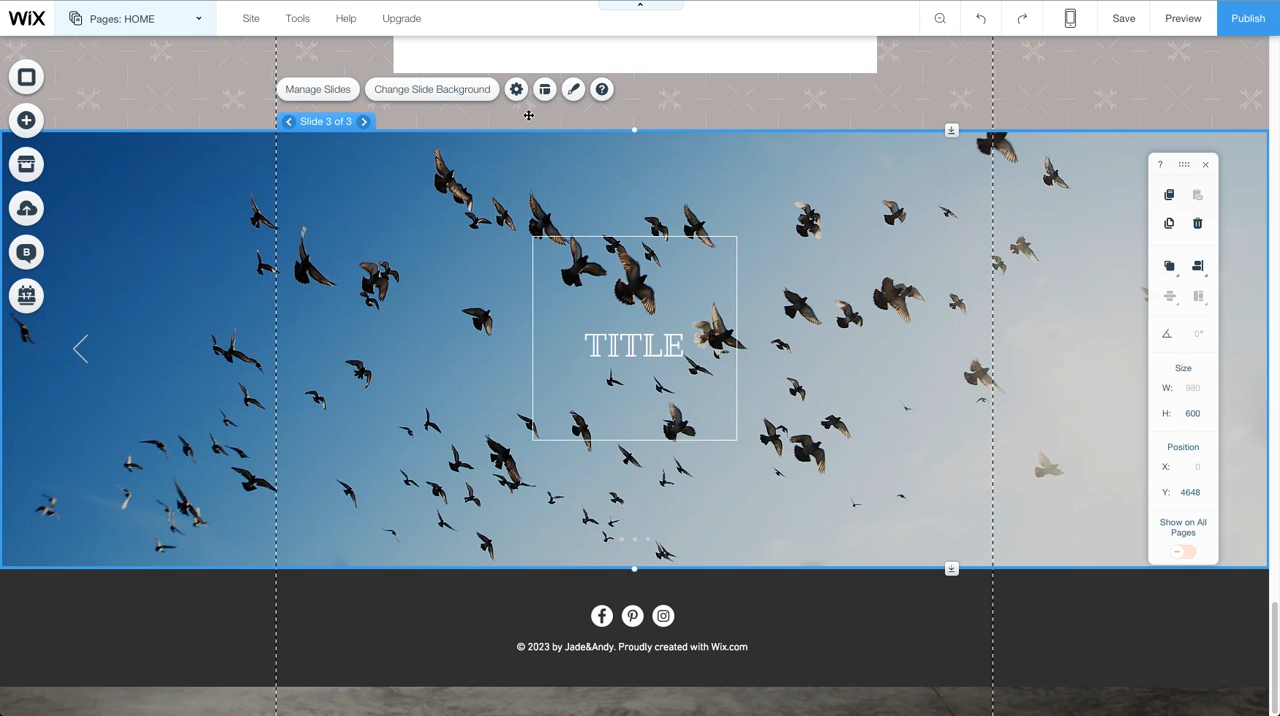 WiX
Pages: HOME
Site
Tools
Help
Upgrade
Save
Preview
Publish
Manage Slides
Change Slide Background
?
Slide 3 of 3
?
B
17
0°
TITLE
Size
W: 980
H: 600
Position
X: 0
Y: 4648
Show on All
Pages
© 2023 by Jade&Andy. Proudly created with Wix.com